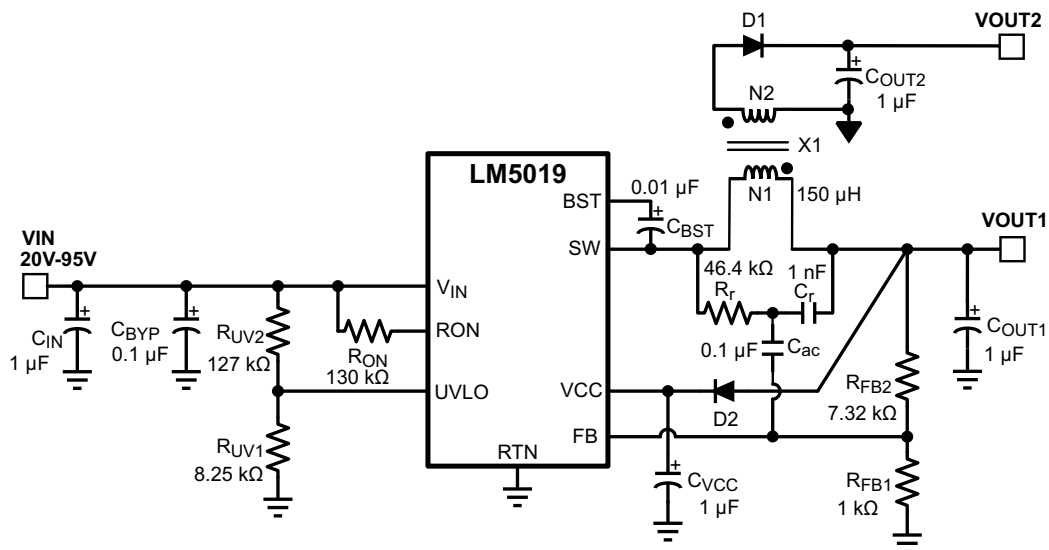 VOUT2
D1
+
COUT2
1 µF
N2
X1
LM5019
0.01 µF
BST
+
CBST
N1
150 µH
VOUT1
SW
VIN
20V-95V
46.4 kΩ
1 nF
Rr
Cr
VIN
+
CIN
1 µF
CBYP
+
0.1 µF
RUV2
127 kΩ
RON
RON
130 kΩ
0.1 µF
Cac
+
COUT1
1 µF
UVLO
VCC
D2
RFB2
7.32 kΩ
FB
RUV1
8.25 kΩ
RTN
+
CVCC
1 µF
RFB1
1 kΩ